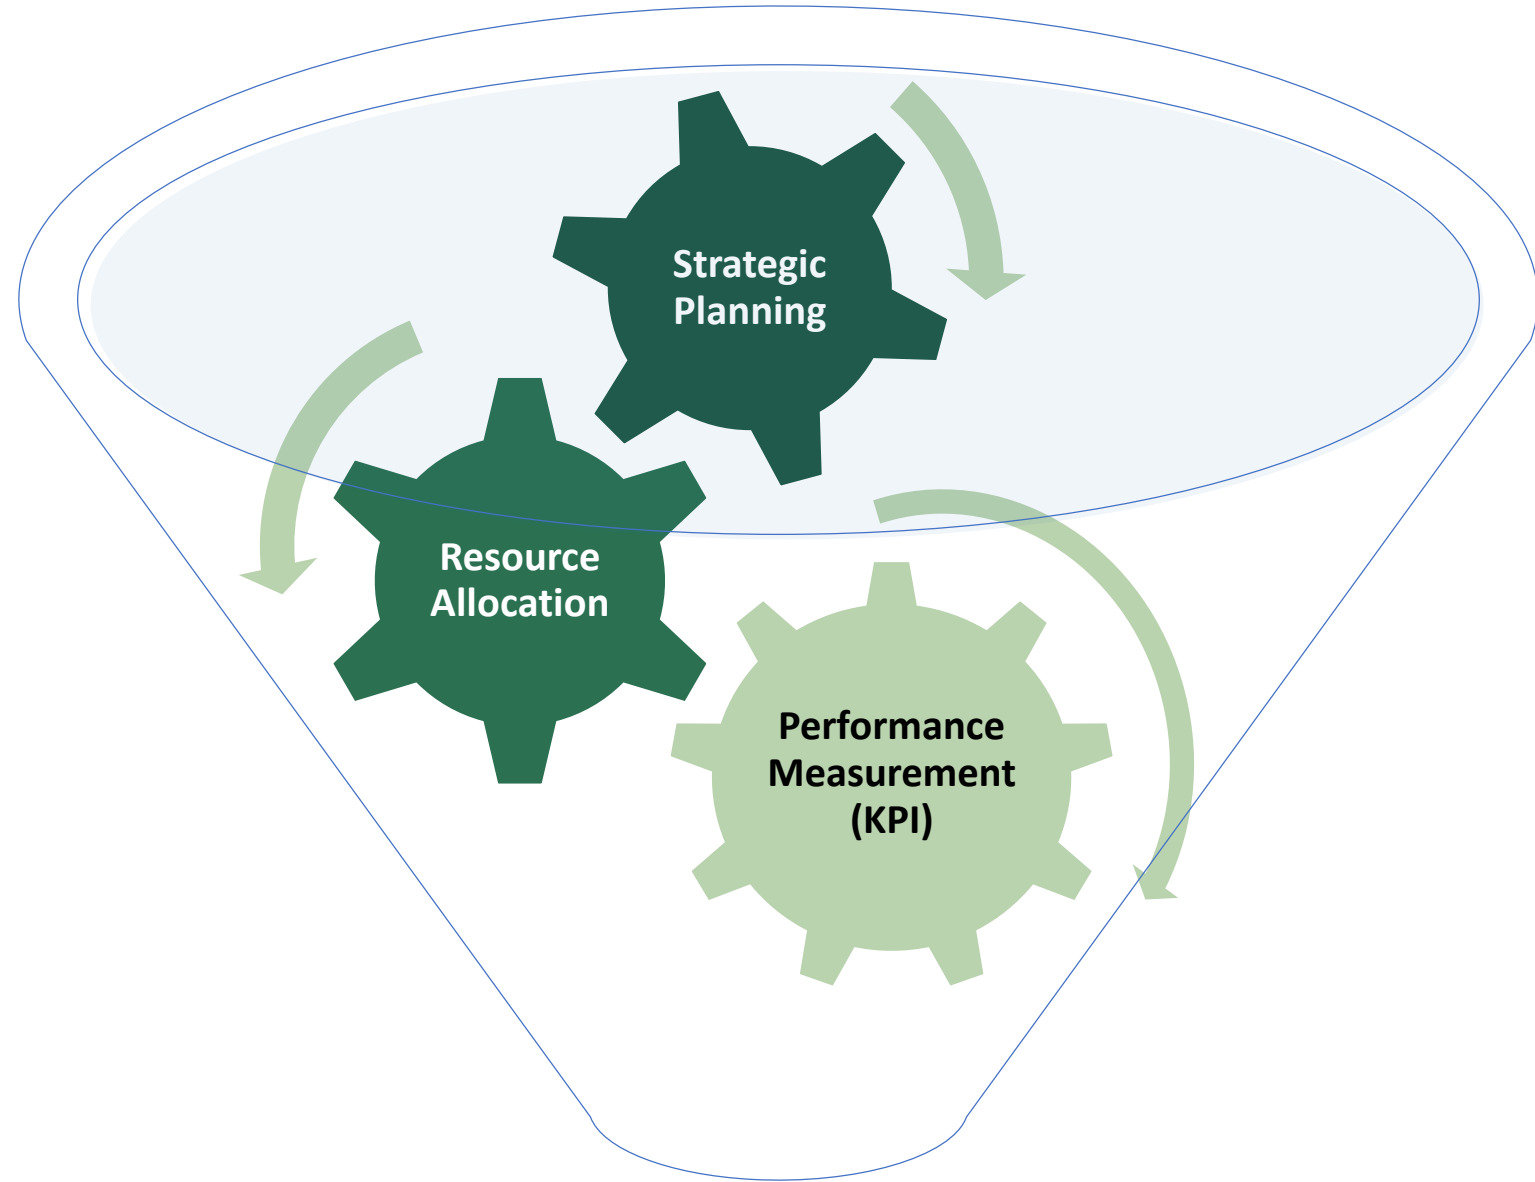 Strategic
Planning
Resource
Allocation
Performance
Measurement
(KPI)